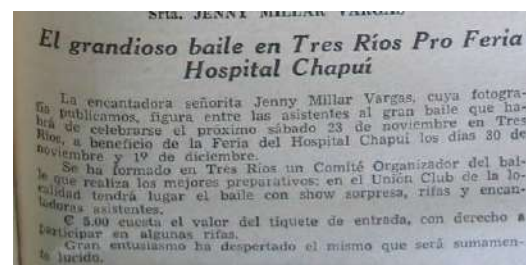 Srta. JENNY MILLAR VARGAS
El grandioso baile en Tres Ríos Pro Feria
Hospital Chapuí
La encantadora señorita Jenny Millar Vargas, cuya fotogra-
fía publicamos, figura entre las asistentes al gran baile que ha-
brá de celebrarse el próximo sábado 23 de noviembre en Tres
Ríos, a beneficio de la Feria del Hospital Chapuí los días 30 de
noviembre y 1º de diciembre.
Se ha formado en Tres Ríos un Comité Organizador del bai-
le que realiza los mejores preparativos; en el Unión Club de la lo-
calidad tendrá lugar el baile con show sorpresa, rifas y encan-
tadoras asistentes.
₡ 5.00 cuesta el valor del tiquete de entrada, con derecho a
participar en algunas rifas.
Gran entusiasmo ha despertado el mismo que será sumamen-
te lucido.